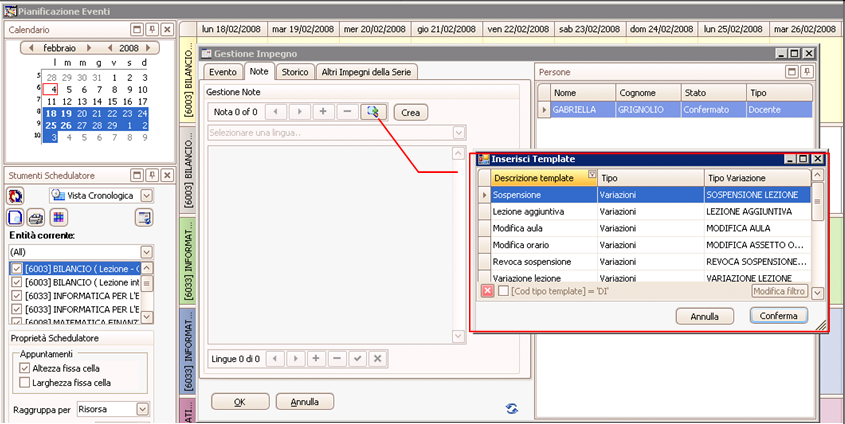 Pianificazione Eventi
Calendario
febbraio 2008
l m m g v s d
5 28 29 30 31 1 2 3
6 4 5 6 7 8 9 10
7 11 12 13 14 15 16 17
8 18 19 20 21 22 23 24
9 25 26 27 28 29 1 2
10 3 4 5 6 7 8 9
Stumenti Schedulatore
Vista Cronologica
Entità corrente:
(All)
[6003] BILANCIO ( Lezione - C
[6003] BILANCIO ( Lezione int
[6033] INFORMATICA PER L'E
[6033] INFORMATICA PER L'E
[6008] MATEMATICA FINANZ
Proprietà Schedulatore
Appuntamenti
Altezza fissa cella
Larghezza fissa cella
Raggruppa per Risorsa
lun 18/02/2008 mar 19/02/2008 mer 20/02/2008 gio 21/02/2008 ven 22/02/2008 sab 23/02/2008 dom 24/02/2008 lun 25/02/2008 mar 26/02/2008
[6003] BILANCIO...
[6003] BILANCIO...
[6033] INFORMAT...
[6033] INFORMAT...
Gestione Impegno
Evento Note Storico Altri Impegni della Serie
Gestione Note
Nota 0 of 0 Crea
Selezionare una lingua..
Lingue 0 di 0
OK Annulla
Persone
Nome Cognome Stato Tipo
GABRIELLA GRIGNOLIO Confermato Docente
Inserisci Template
Descrizione template Tipo Tipo Variazione
Sospensione Variazioni SOSPENSIONE LEZIONE
Lezione aggiuntiva Variazioni LEZIONE AGGIUNTIVA
Modifica aula Variazioni MODIFICA AULA
Modifica orario Variazioni MODIFICA ASSETTO O...
Revoca sospensione Variazioni REVOCA SOSPENSIONE...
Variazione lezione Variazioni VARIAZIONE LEZIONE
[Cod tipo template] = 'DI' Modifica filtro
Annulla Conferma